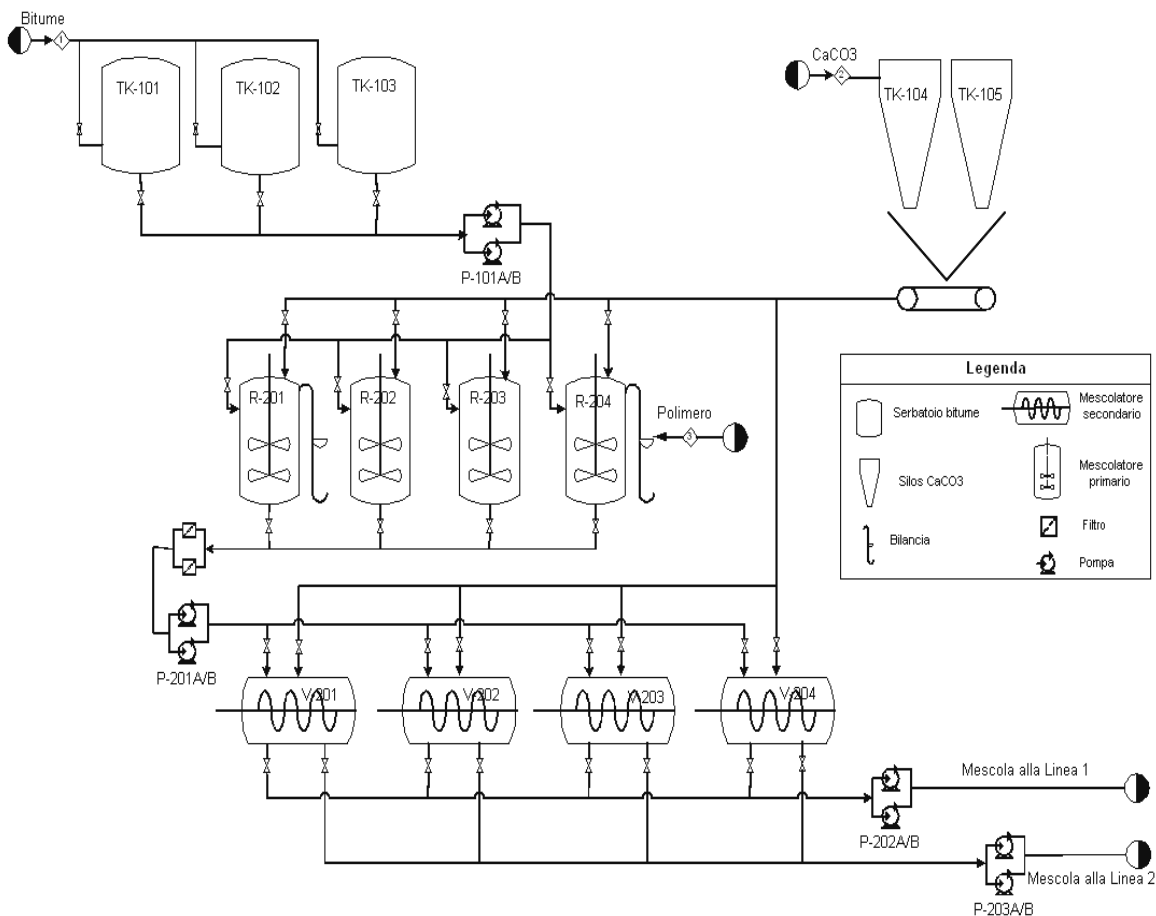 Bitume
1
TK-101
TK-102
TK-103
CaCO3
2
TK-104
TK-105
P-101A/B
R-201
R-202
R-203
R-204
Polimero
3
Legenda
Serbatoio bitume
Mescolatore
secondario
Silos CaCO3
Mescolatore
primario
Bilancia
Filtro
Pompa
P-201A/B
V-201
V-202
V-203
V-204
Mescola alla Linea 1
P-202A/B
Mescola alla Linea 2
P-203A/B